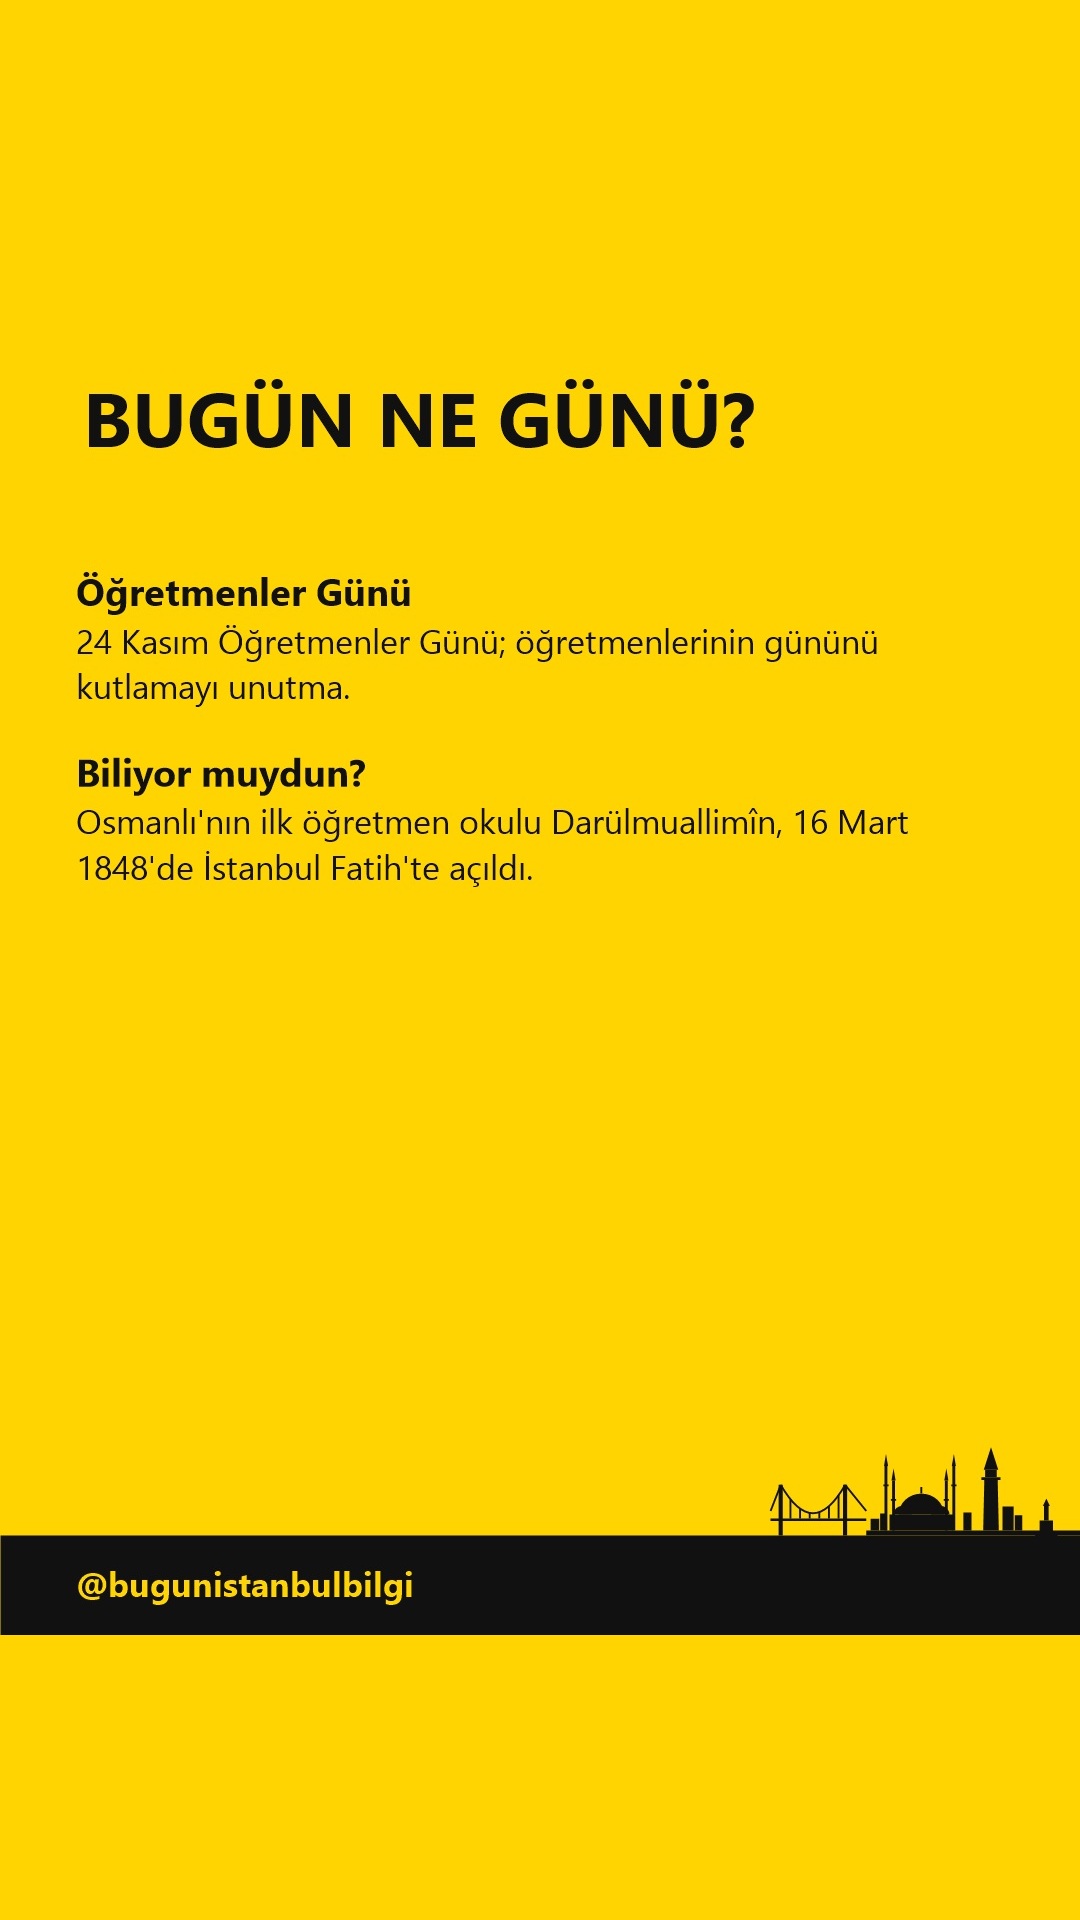 BUGÜN NE GÜNÜ?
Öğretmenler Günü
24 Kasım Öğretmenler Günü; öğretmenlerinin gününü
kutlamayı unutma.
Biliyor muydun?
Osmanlı'nın ilk öğretmen okulu Darülmuallimîn, 16 Mart
1848'de İstanbul Fatih'te açıldı.
@bugunistanbulbilgi